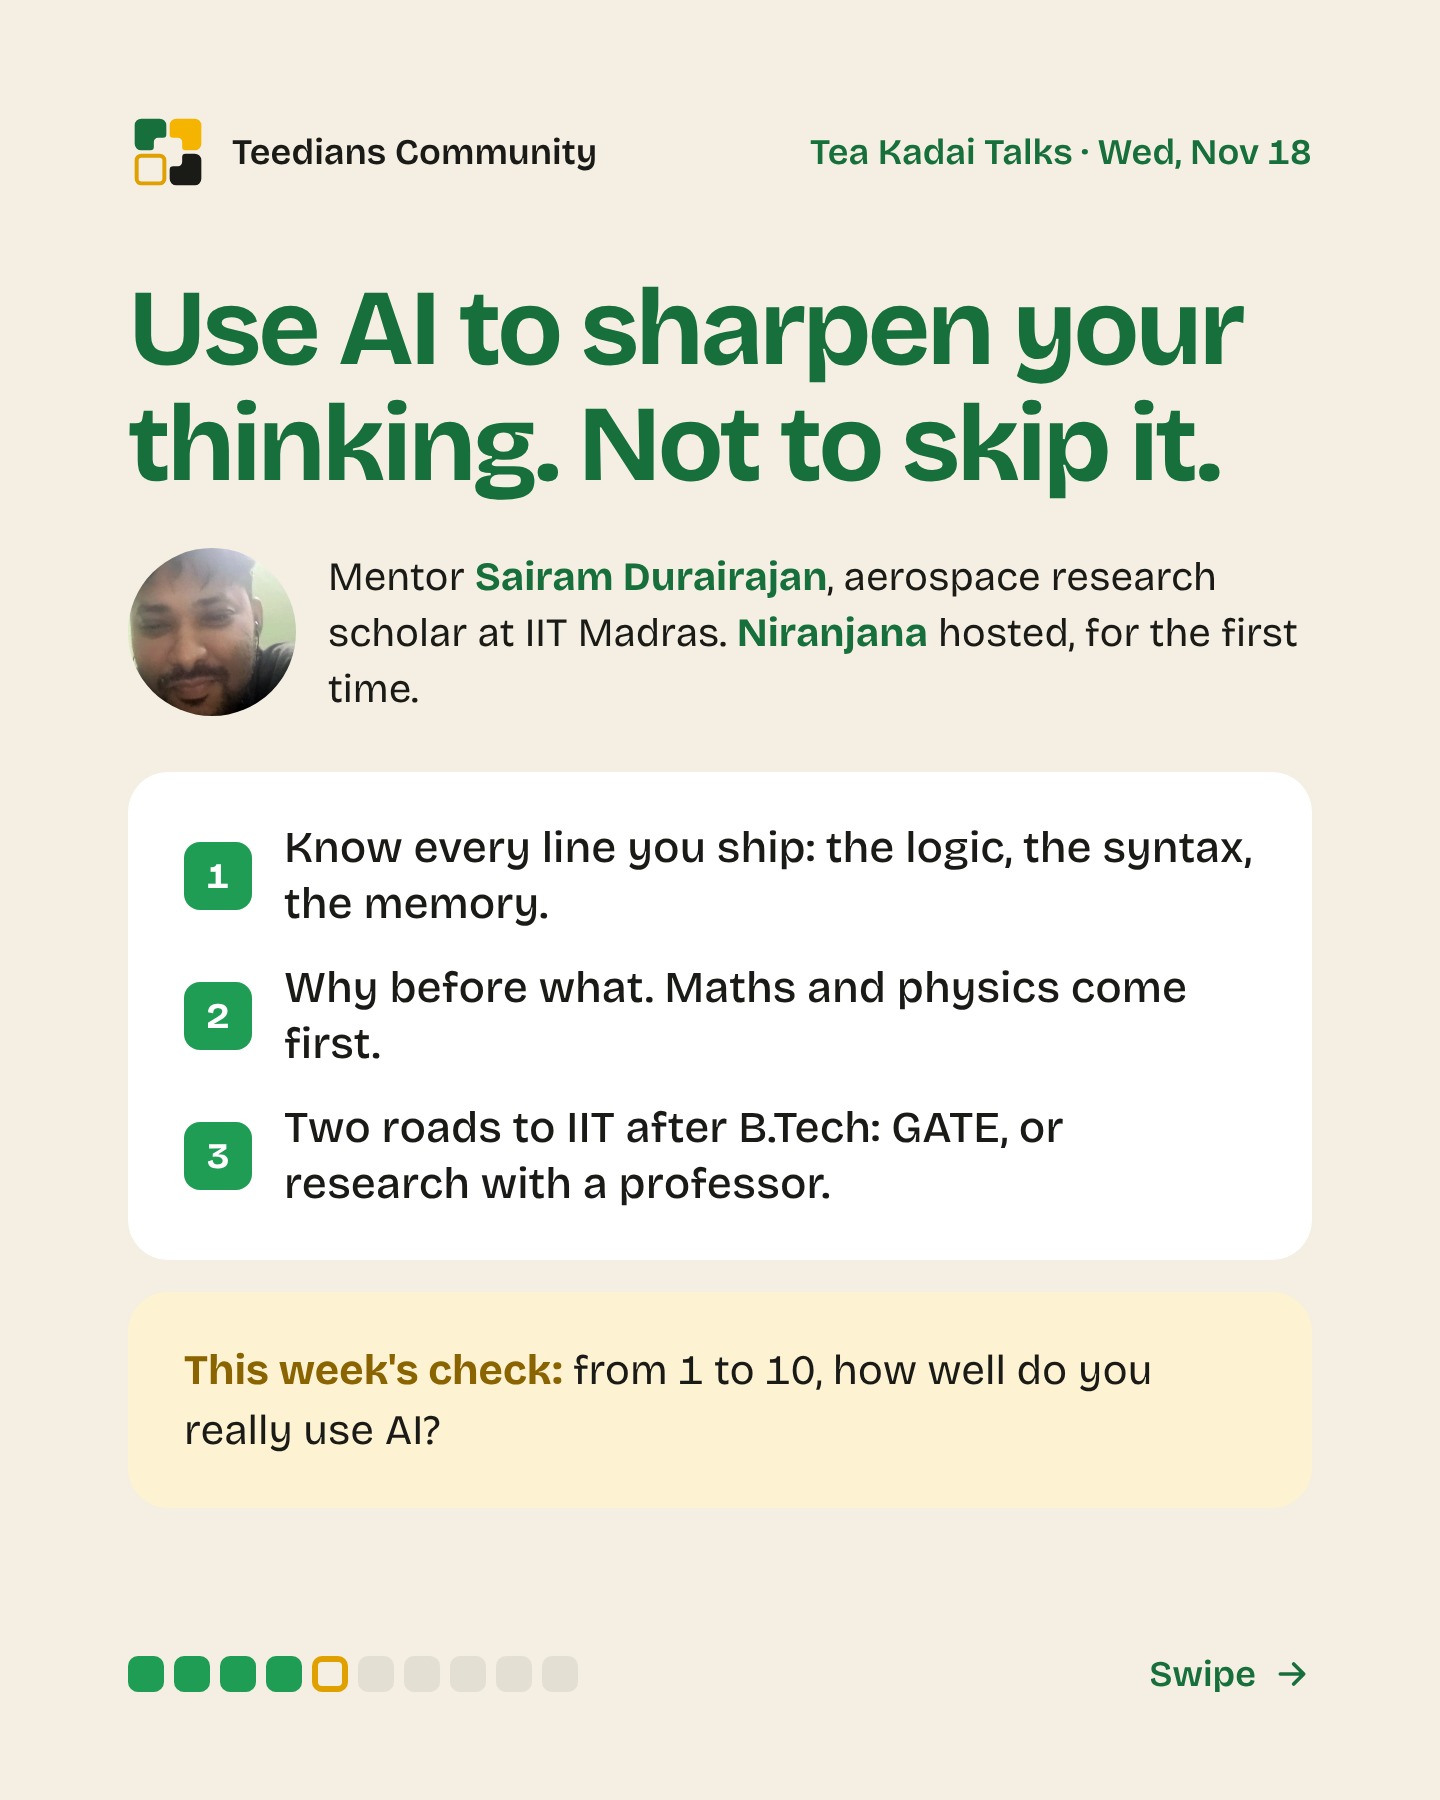 Teedians Community
Tea Kadai Talks · Wed, Nov 18
Use AI to sharpen your
thinking. Not to skip it.
Mentor Sairam Durairajan, aerospace research
scholar at IIT Madras. Niranjana hosted, for the first
time.
1
Know every line you ship: the logic, the syntax,
the memory.
2
Why before what. Maths and physics come
first.
3
Two roads to IIT after B.Tech: GATE, or
research with a professor.
This week's check: from 1 to 10, how well do you
really use AI?
Swipe →